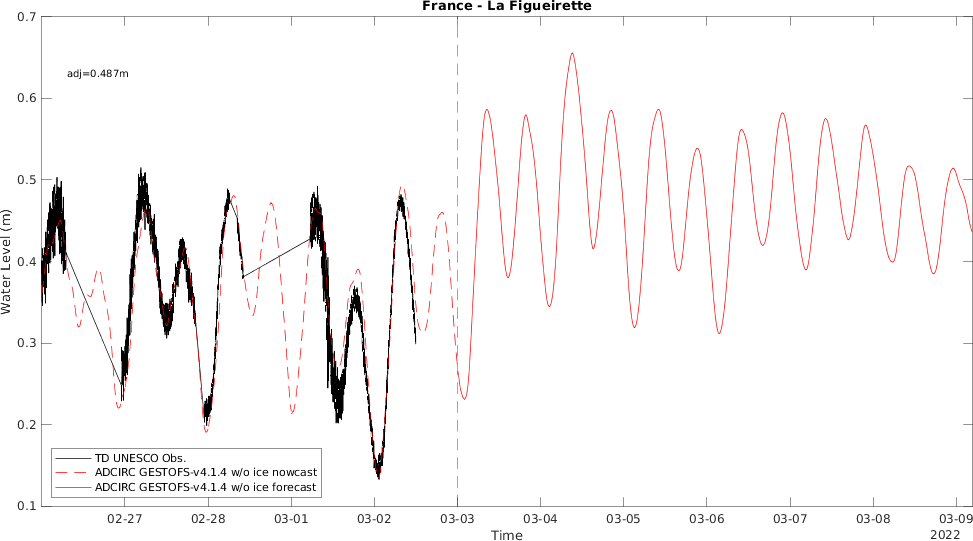 France - La Figueirette
adj=0.487m
Water Level (m)
0.7
0.6
0.5
0.4
0.3
0.2
0.1
TD UNESCO Obs.
ADCIRC GESTOFS-v4.1.4 w/o ice nowcast
ADCIRC GESTOFS-v4.1.4 w/o ice forecast
02-27 02-28 03-01 03-02 03-03 03-04 03-05 03-06 03-07 03-08 03-09
Time
2022